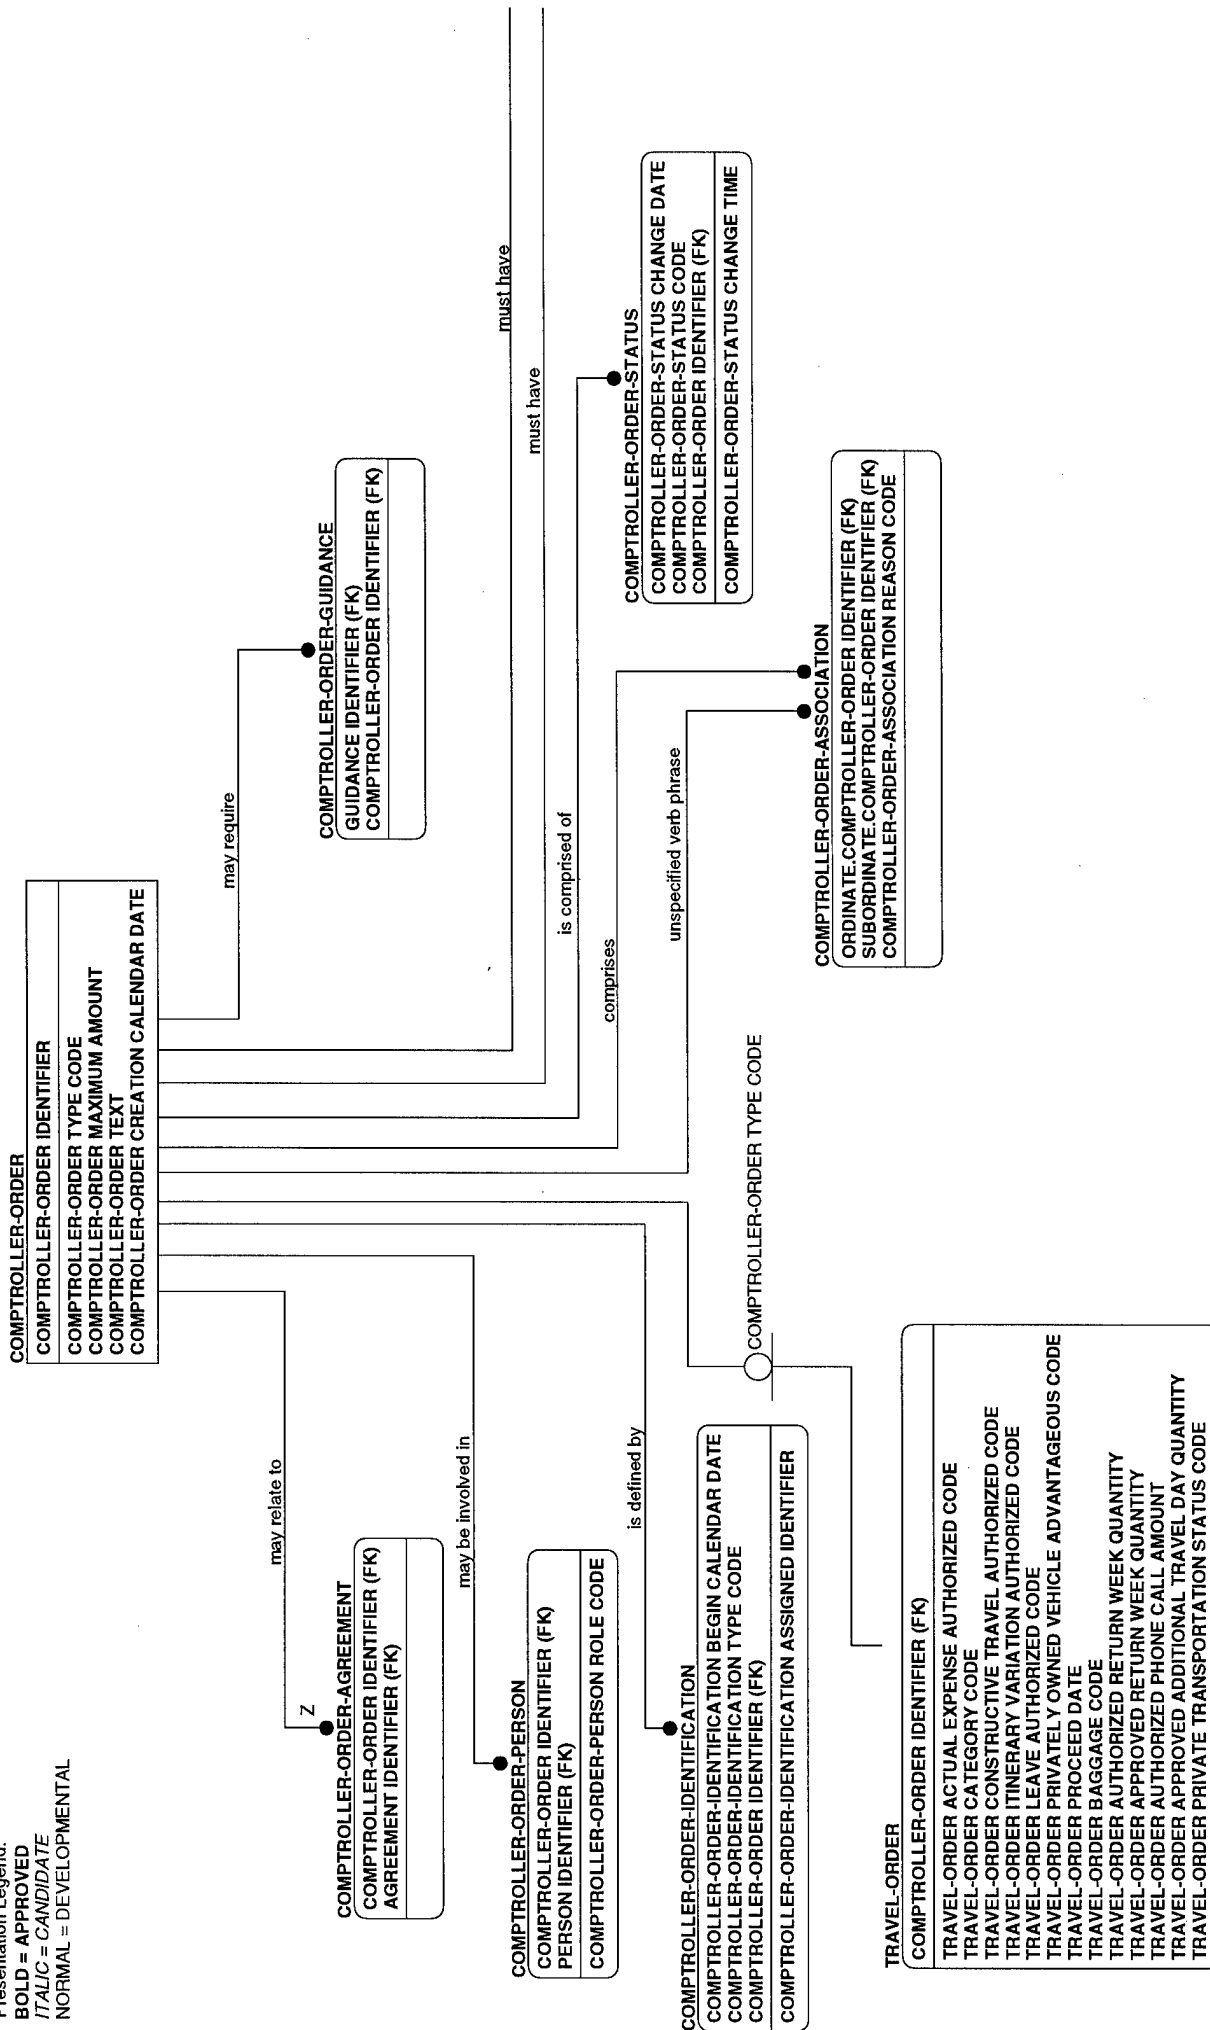 Presentation Legend:
BOLD = APPROVED
ITALIC = CANDIDATE
NORMAL = DEVELOPMENTAL
COMPTROLLER-ORDER
COMPTROLLER-ORDER IDENTIFIER
COMPTROLLER-ORDER TYPE CODE
COMPTROLLER-ORDER MAXIMUM AMOUNT
COMPTROLLER-ORDER TEXT
COMPTROLLER-ORDER CREATION CALENDAR DATE
may relate to
Z
COMPTROLLER-ORDER-AGREEMENT
COMPTROLLER-ORDER IDENTIFIER (FK)
AGREEMENT IDENTIFIER (FK)
may require
COMPTROLLER-ORDER-GUIDANCE
GUIDANCE IDENTIFIER (FK)
COMPTROLLER-ORDER IDENTIFIER (FK)
may be involved in
COMPTROLLER-ORDER-PERSON
COMPTROLLER-ORDER IDENTIFIER (FK)
PERSON IDENTIFIER (FK)
COMPTROLLER-ORDER-PERSON ROLE CODE
must have
must have
is comprised of
COMPTROLLER-ORDER-STATUS
COMPTROLLER-ORDER-STATUS CHANGE DATE
COMPTROLLER-ORDER-STATUS CODE
COMPTROLLER-ORDER IDENTIFIER (FK)
COMPTROLLER-ORDER-STATUS CHANGE TIME
is defined by
COMPTROLLER-ORDER-IDENTIFICATION
COMPTROLLER-ORDER-IDENTIFICATION BEGIN CALENDAR DATE
COMPTROLLER-ORDER-IDENTIFICATION TYPE CODE
COMPTROLLER-ORDER IDENTIFIER (FK)
COMPTROLLER-ORDER-IDENTIFICATION ASSIGNED IDENTIFIER
comprises
unspecified verb phrase
COMPTROLLER-ORDER TYPE CODE
COMPTROLLER-ORDER-ASSOCIATION
ORDINATE.COMPTROLLER-ORDER IDENTIFIER (FK)
SUBORDINATE.COMPTROLLER-ORDER IDENTIFIER (FK)
COMPTROLLER-ORDER-ASSOCIATION REASON CODE
TRAVEL-ORDER
COMPTROLLER-ORDER IDENTIFIER (FK)
TRAVEL-ORDER ACTUAL EXPENSE AUTHORIZED CODE
TRAVEL-ORDER CATEGORY CODE
TRAVEL-ORDER CONSTRUCTIVE TRAVEL AUTHORIZED CODE
TRAVEL-ORDER ITINERARY VARIATION AUTHORIZED CODE
TRAVEL-ORDER LEAVE AUTHORIZED CODE
TRAVEL-ORDER PRIVATELY OWNED VEHICLE ADVANTAGEOUS CODE
TRAVEL-ORDER PROCEED DATE
TRAVEL-ORDER BAGGAGE CODE
TRAVEL-ORDER AUTHORIZED RETURN WEEK QUANTITY
TRAVEL-ORDER APPROVED RETURN WEEK QUANTITY
TRAVEL-ORDER AUTHORIZED PHONE CALL AMOUNT
TRAVEL-ORDER APPROVED ADDITIONAL TRAVEL DAY QUANTITY
TRAVEL-ORDER PRIVATE TRANSPORTATION STATUS CODE